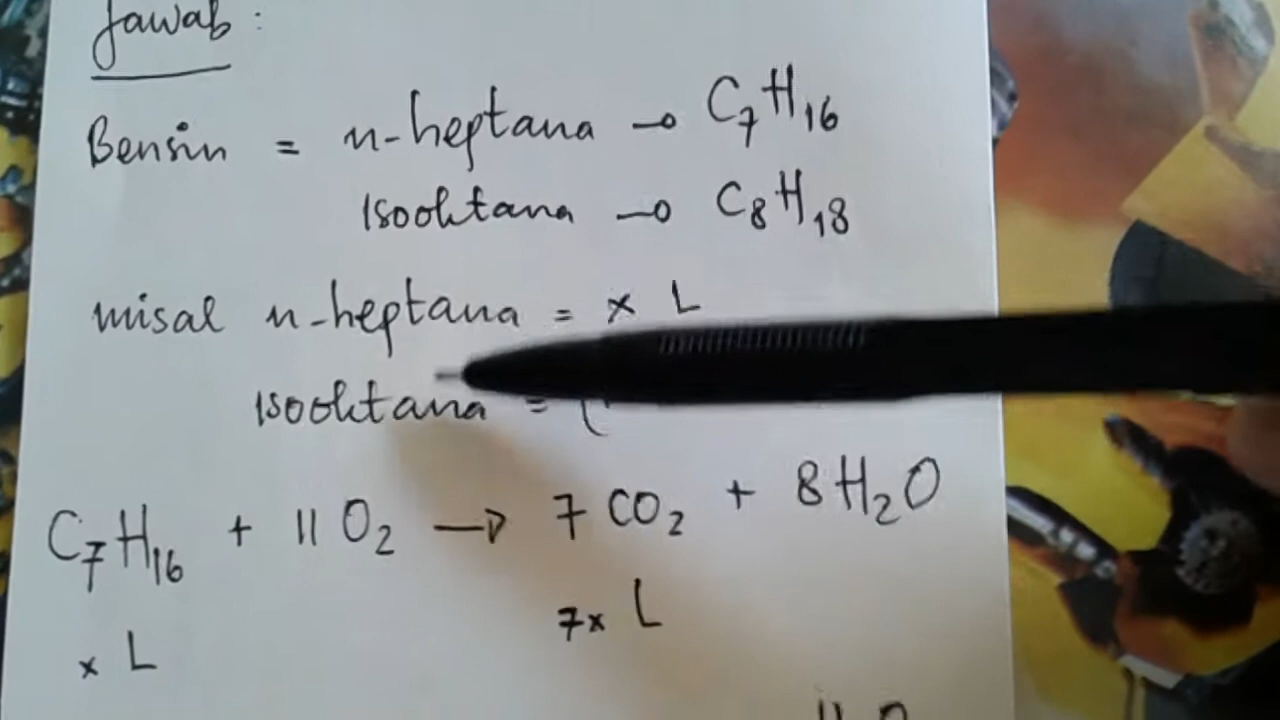 Jawab :
Bensin = n-heptana → C₇H₁₆
Isooktana → C₈H₁₈
misal n-heptana = x L
Isooktana = (
C₇H₁₆ + 11 O₂ → 7 CO₂ + 8 H₂O
x L 7x L